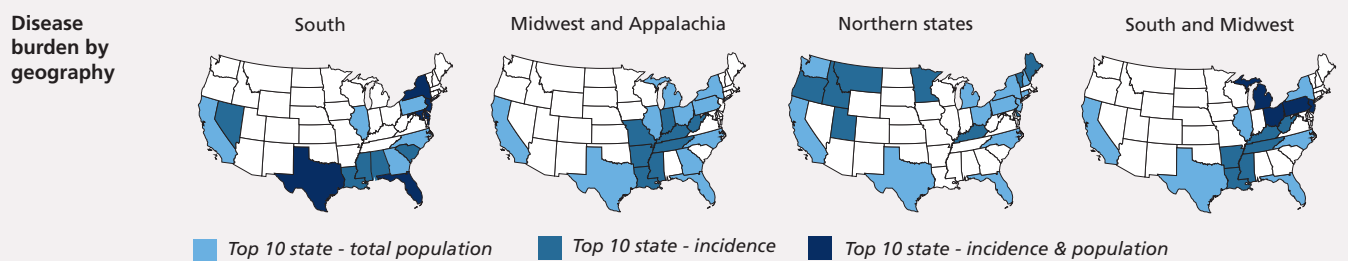 Disease
burden by
geography
South
Midwest and Appalachia
Northern states
South and Midwest
Top 10 state - total population
Top 10 state - incidence
Top 10 state - incidence & population